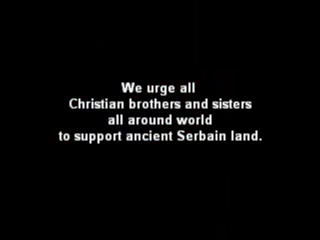 We urge all
Christian brothers and sisters
all around world
to support ancient Serbain land.